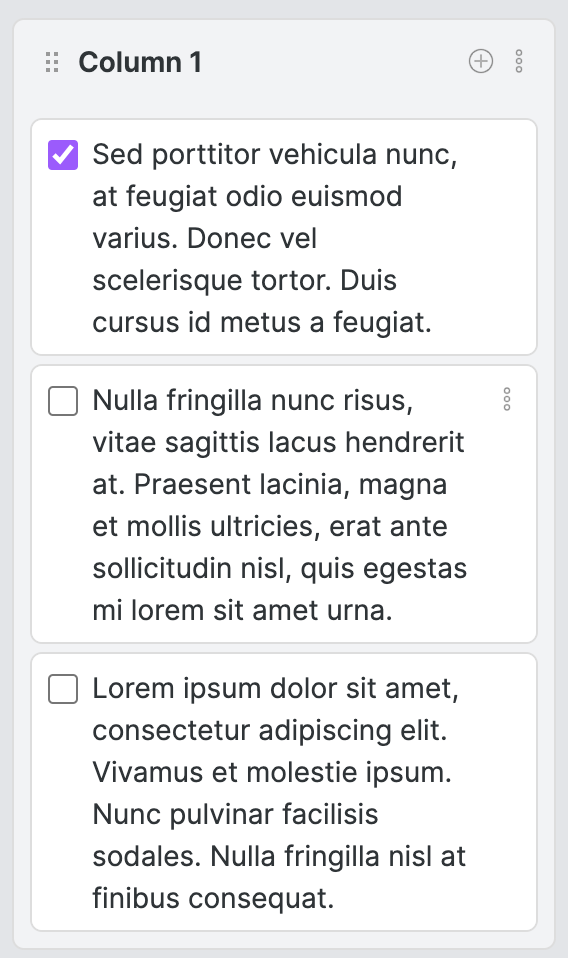 Column 1
Sed porttitor vehicula nunc,
at feugiat odio euismod
varius. Donec vel
scelerisque tortor. Duis
cursus id metus a feugiat.
Nulla fringilla nunc risus,
vitae sagittis lacus hendrerit
at. Praesent lacinia, magna
et mollis ultricies, erat ante
sollicitudin nisl, quis egestas
mi lorem sit amet urna.
Lorem ipsum dolor sit amet,
consectetur adipiscing elit.
Vivamus et molestie ipsum.
Nunc pulvinar facilisis
sodales. Nulla fringilla nisl at
finibus consequat.